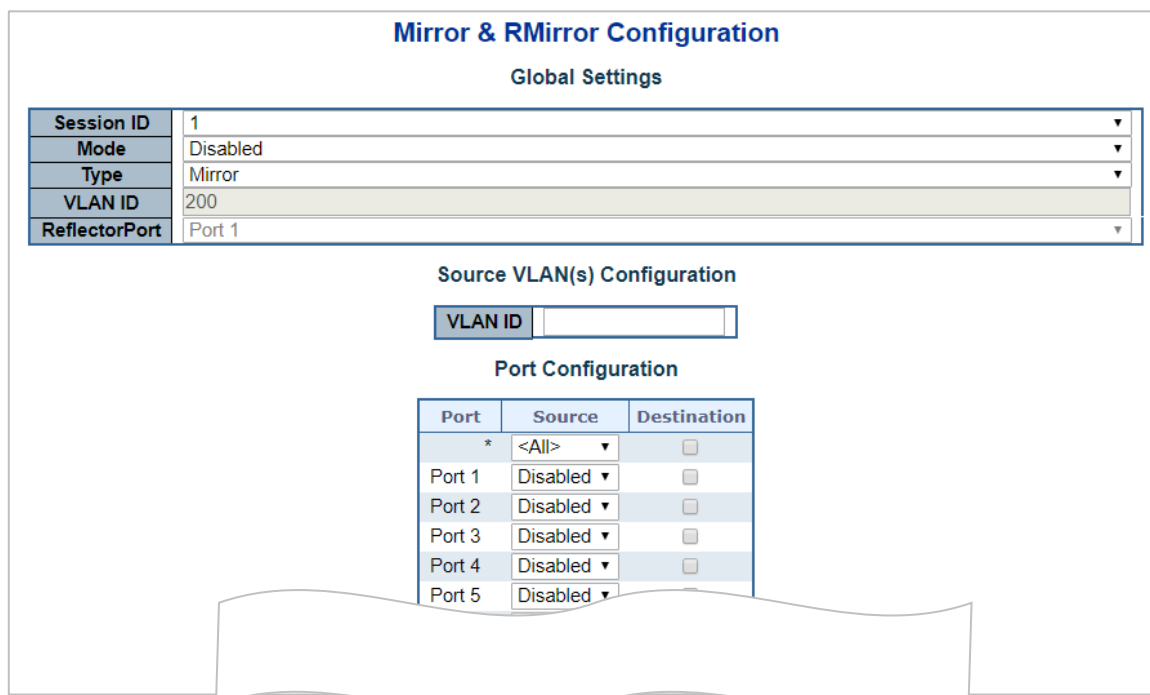 Mirror & RMirror Configuration
Global Settings
Session ID 1
Mode Disabled
Type Mirror
VLAN ID 200
ReflectorPort Port 1
Source VLAN(s) Configuration
VLAN ID
Port Configuration
Port Source Destination
* <All>
Port 1 Disabled
Port 2 Disabled
Port 3 Disabled
Port 4 Disabled
Port 5 Disabled